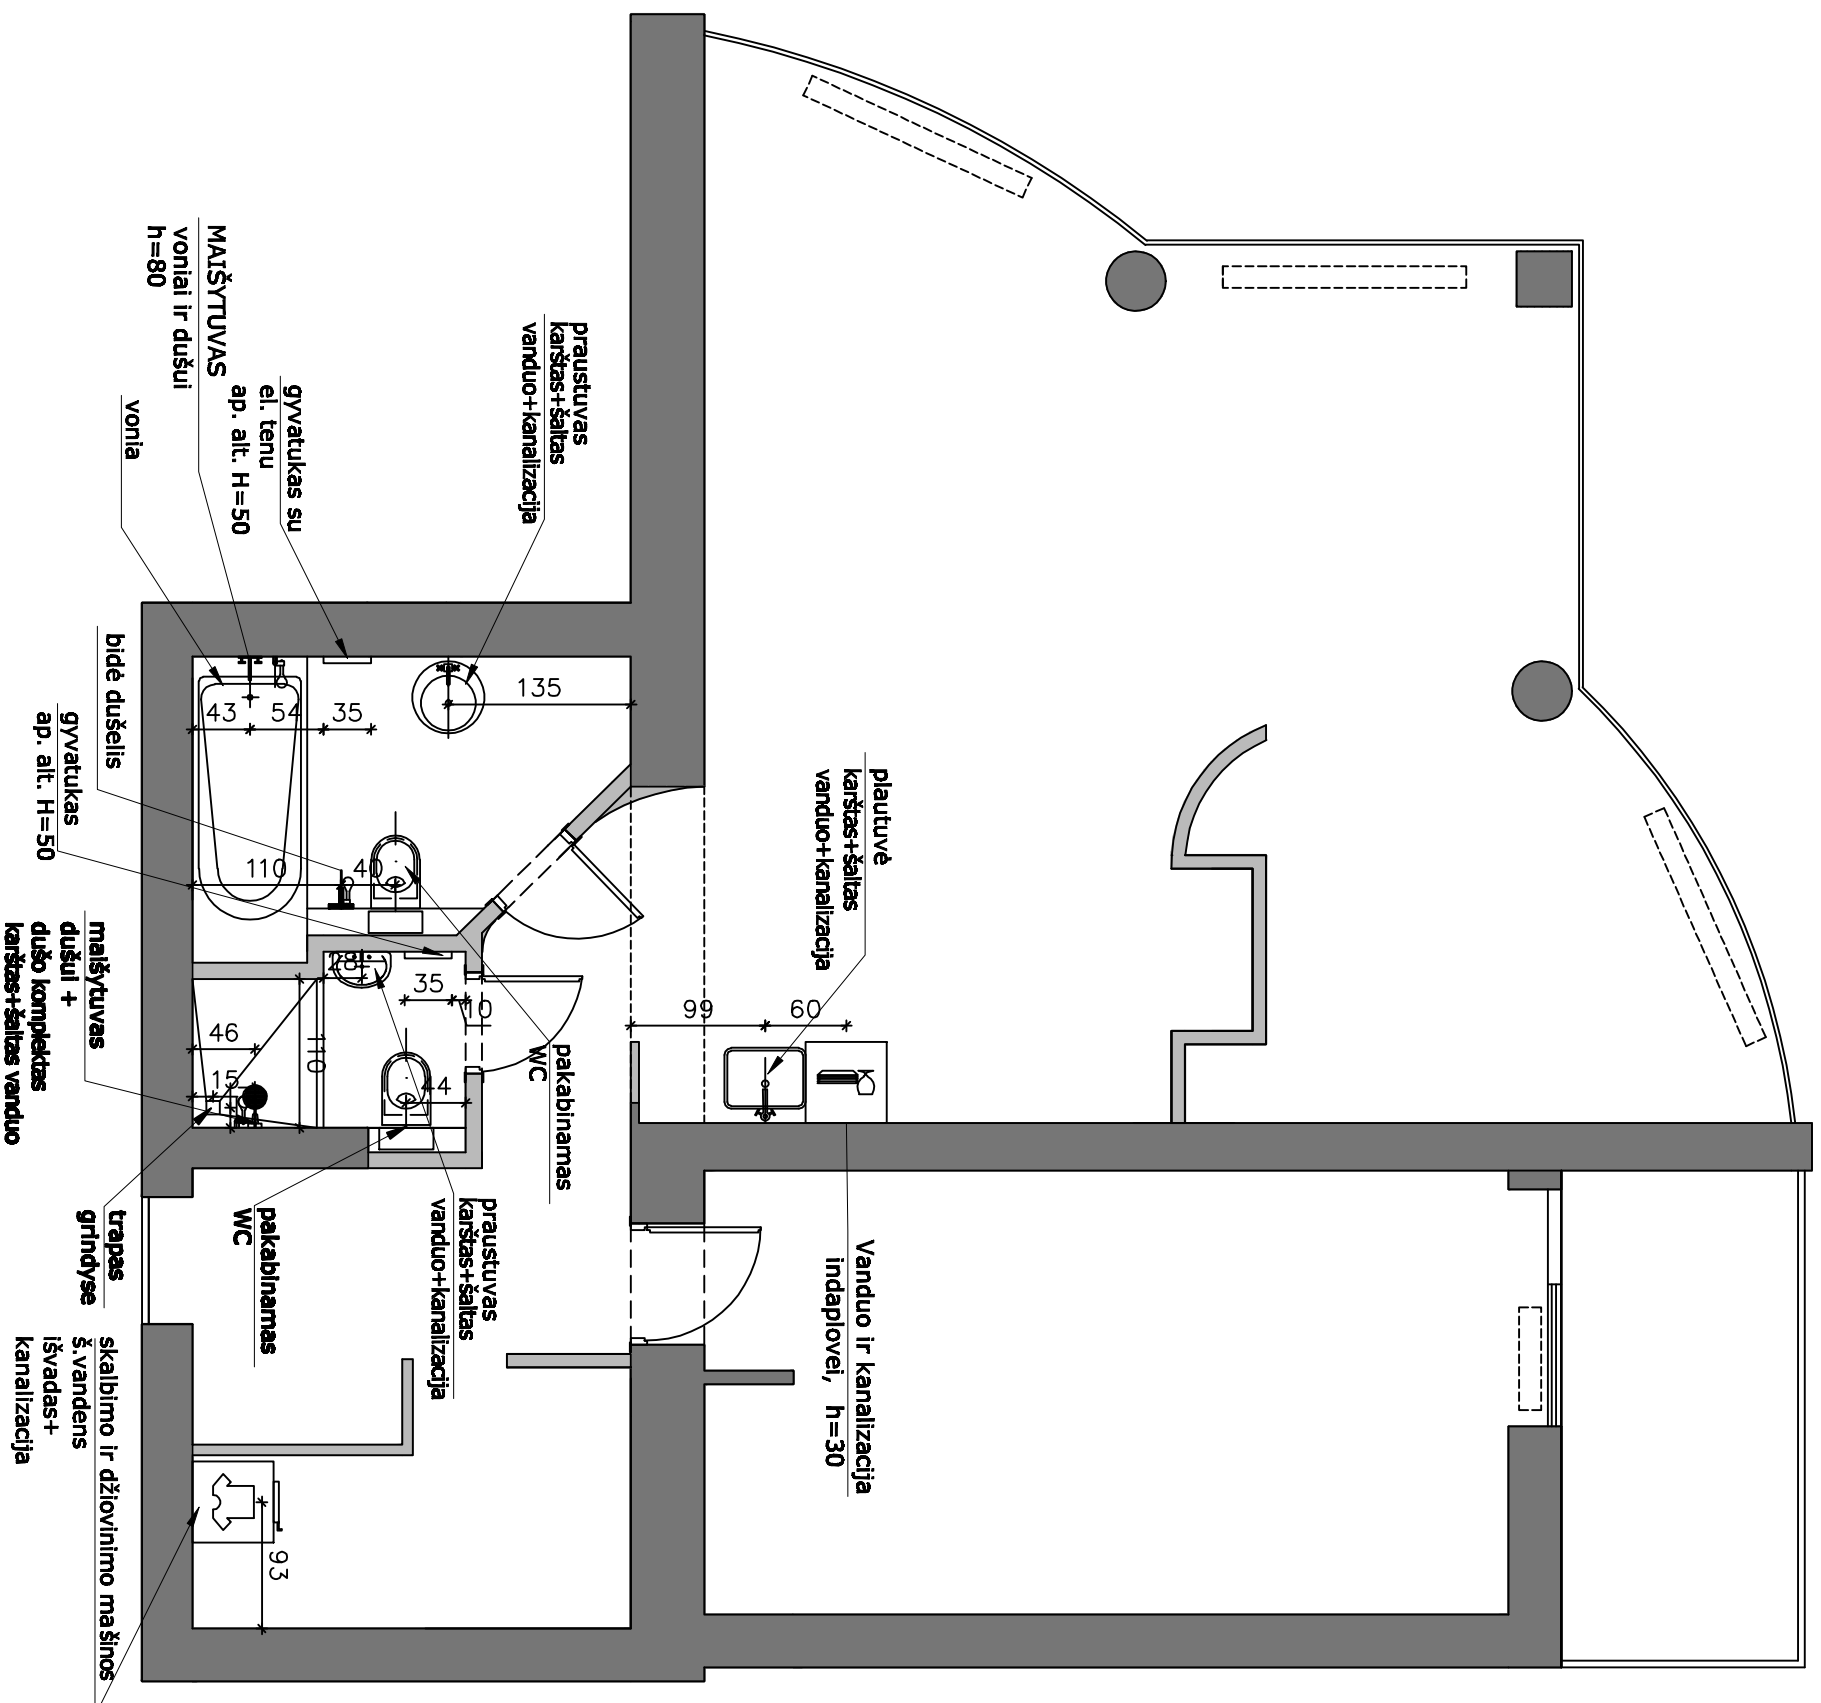 praustuvas
karštas+šaltas
vanduo+kanalizacija
MAIŠYTUVAS
voniai ir dušui
h=80
gyvatukas su
el. tenu
ap. alt. H=50
vonia
bidė dušelis
gyvatukas
ap. alt. H=50
maišytuvas
dušui +
dušo komplektas
karštas+šaltas vanduo
trapas
grindyse
pakabinamas
WC
praustuvas
karštas+šaltas
vanduo+kanalizacija
pakabinamas
WC
plautuvė
karštas+šaltas
vanduo+kanalizacija
Vanduo ir kanalizacija
indaplovei, h=30
skalbimo ir džiovinimo mašinos
š.vandens
išvadas+
kanalizacija
135
43
54
35
110
40
28
35
10
46
110
15
44
99
60
93